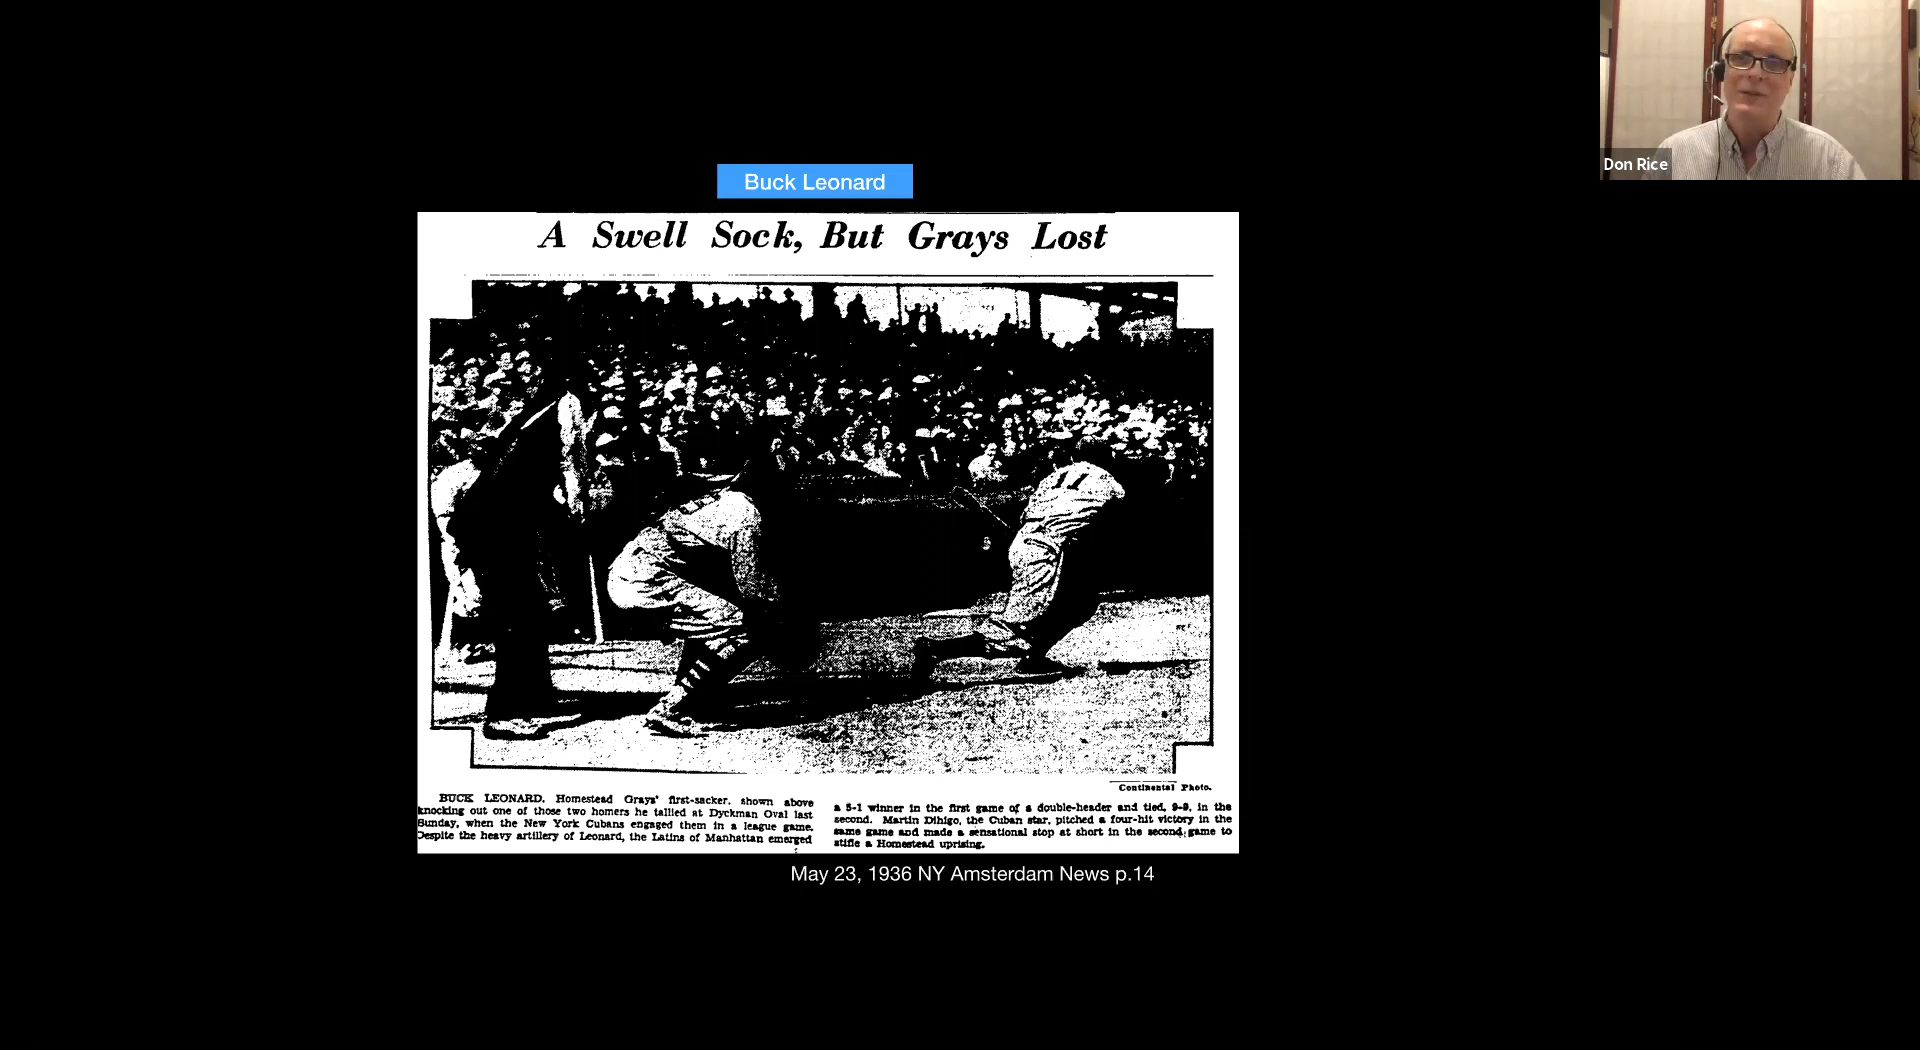 Buck Leonard
A Swell Sock, But Grays Lost
11
Continental Photo.
BUCK LEONARD, Homestead Grays' first-sacker, shown above
knocking out one of those two homers he tallied at Dyckman Oval last
Sunday, when the New York Cubans engaged them in a league game.
Despite the heavy artillery of Leonard, the Latins of Manhattan emerged
a 5-1 winner in the first game of a double-header and tied, 9-9, in the
second. Martin Dihigo, the Cuban star, pitched a four-hit victory in the
same game and made a sensational stop at short in the second game to
stifle a Homestead uprising.
May 23, 1936 NY Amsterdam News p.14
Don Rice